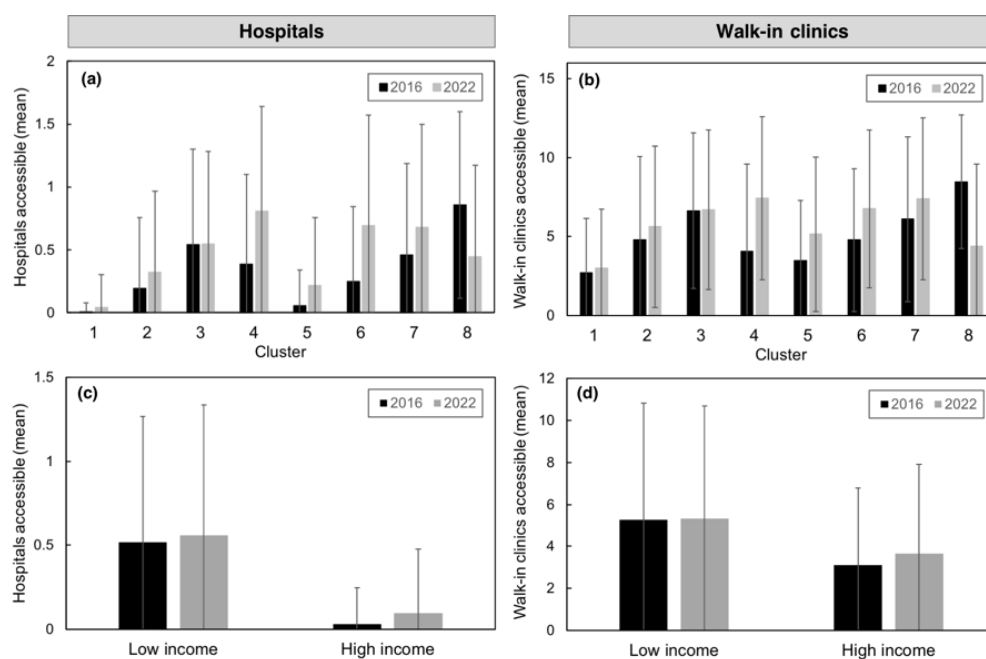 Hospitals
Walk-in clinics
(a)
2016 2022
Hospitals accessible (mean)
2
1.5
1
0.5
0
1 2 3 4 5 6 7 8
Cluster
(b)
2016 2022
Walk-in clinics accessible (mean)
15
10
5
0
1 2 3 4 5 6 7 8
Cluster
(c)
2016 2022
Hospitals accessible (mean)
1.5
1
0.5
0
Low income High income
(d)
2016 2022
Walk-in clinics accessible (mean)
12
10
8
6
4
2
0
Low income High income